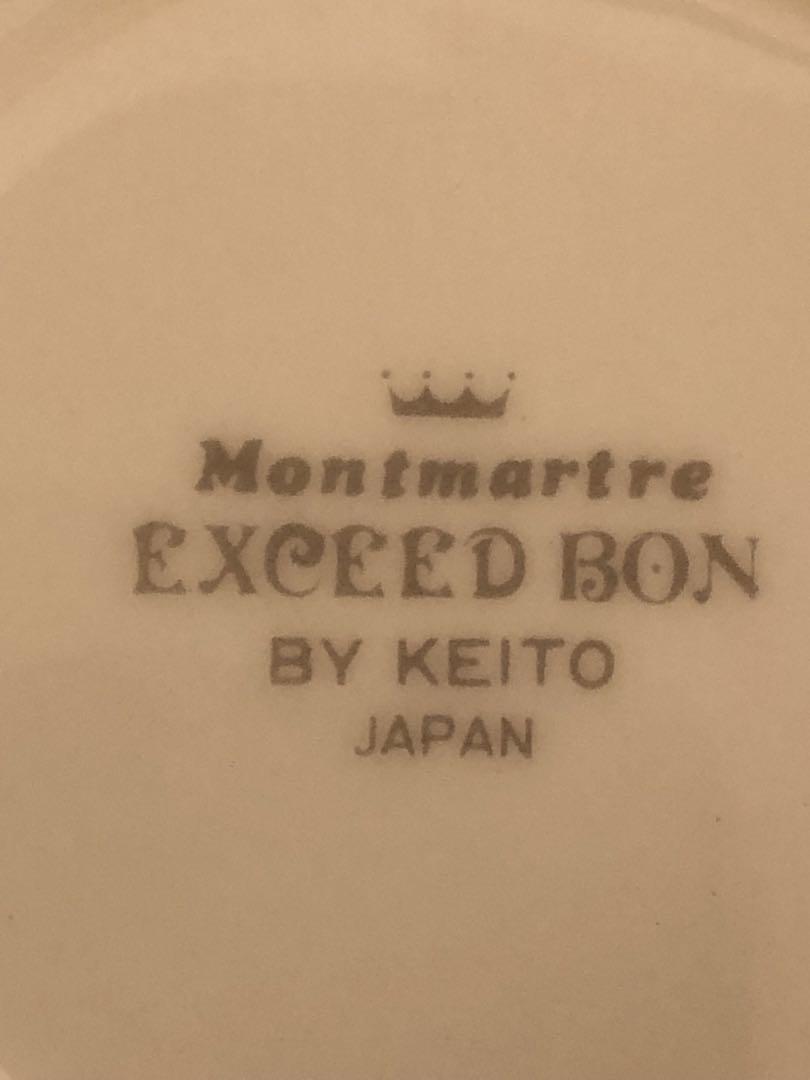 Montmartre
EXCEED BON
BY KEITO
JAPAN